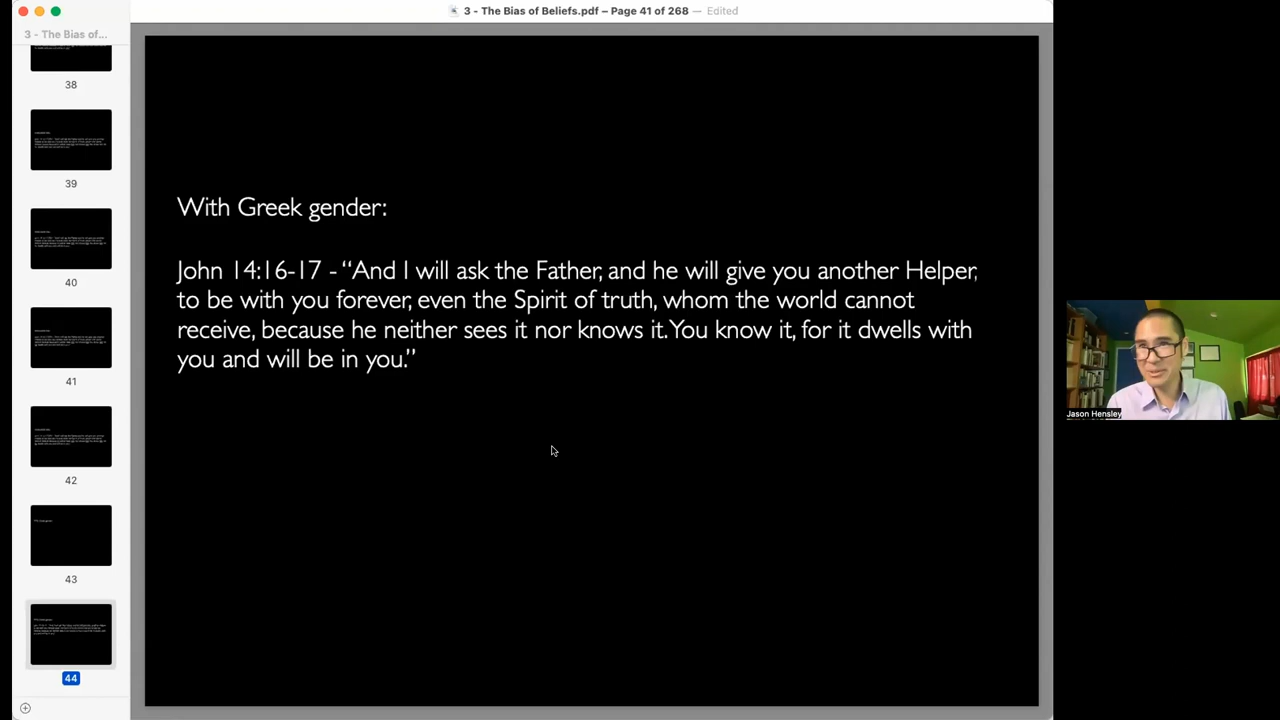 3 - The Bias of Beliefs.pdf – Page 41 of 268 — Edited
3 - The Bias of...
38
39
40
41
42
43
44
With Greek gender:
John 14:16-17 - “And I will ask the Father, and he will give you another Helper,
to be with you forever, even the Spirit of truth, whom the world cannot
receive, because he neither sees it nor knows it. You know it, for it dwells with
you and will be in you.”
Jason Hensley